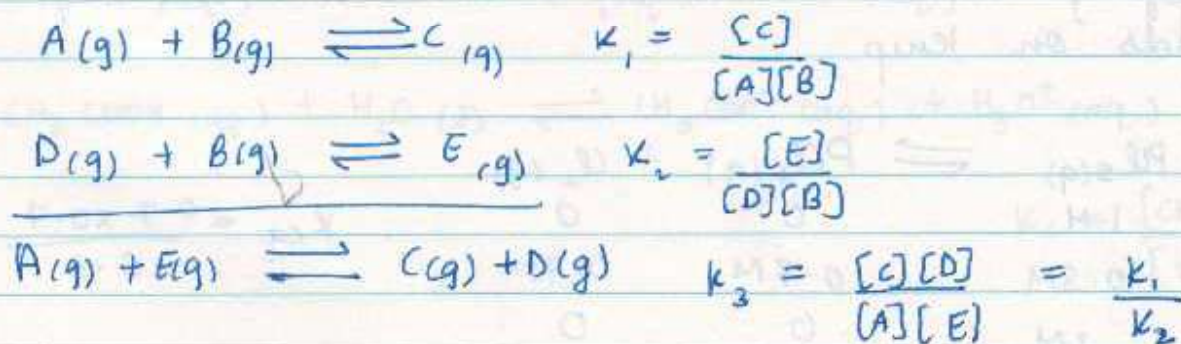 A(g) + B(g) ⇌ C (g) K₁ = [C] / [A][B]
D(g) + B(g) ⇌ E (g) K₂ = [E] / [D][B]
A(g) + E(g) ⇌ C(g) + D(g) K₃ = [C][D] / [A][E] = K₁ / K₂